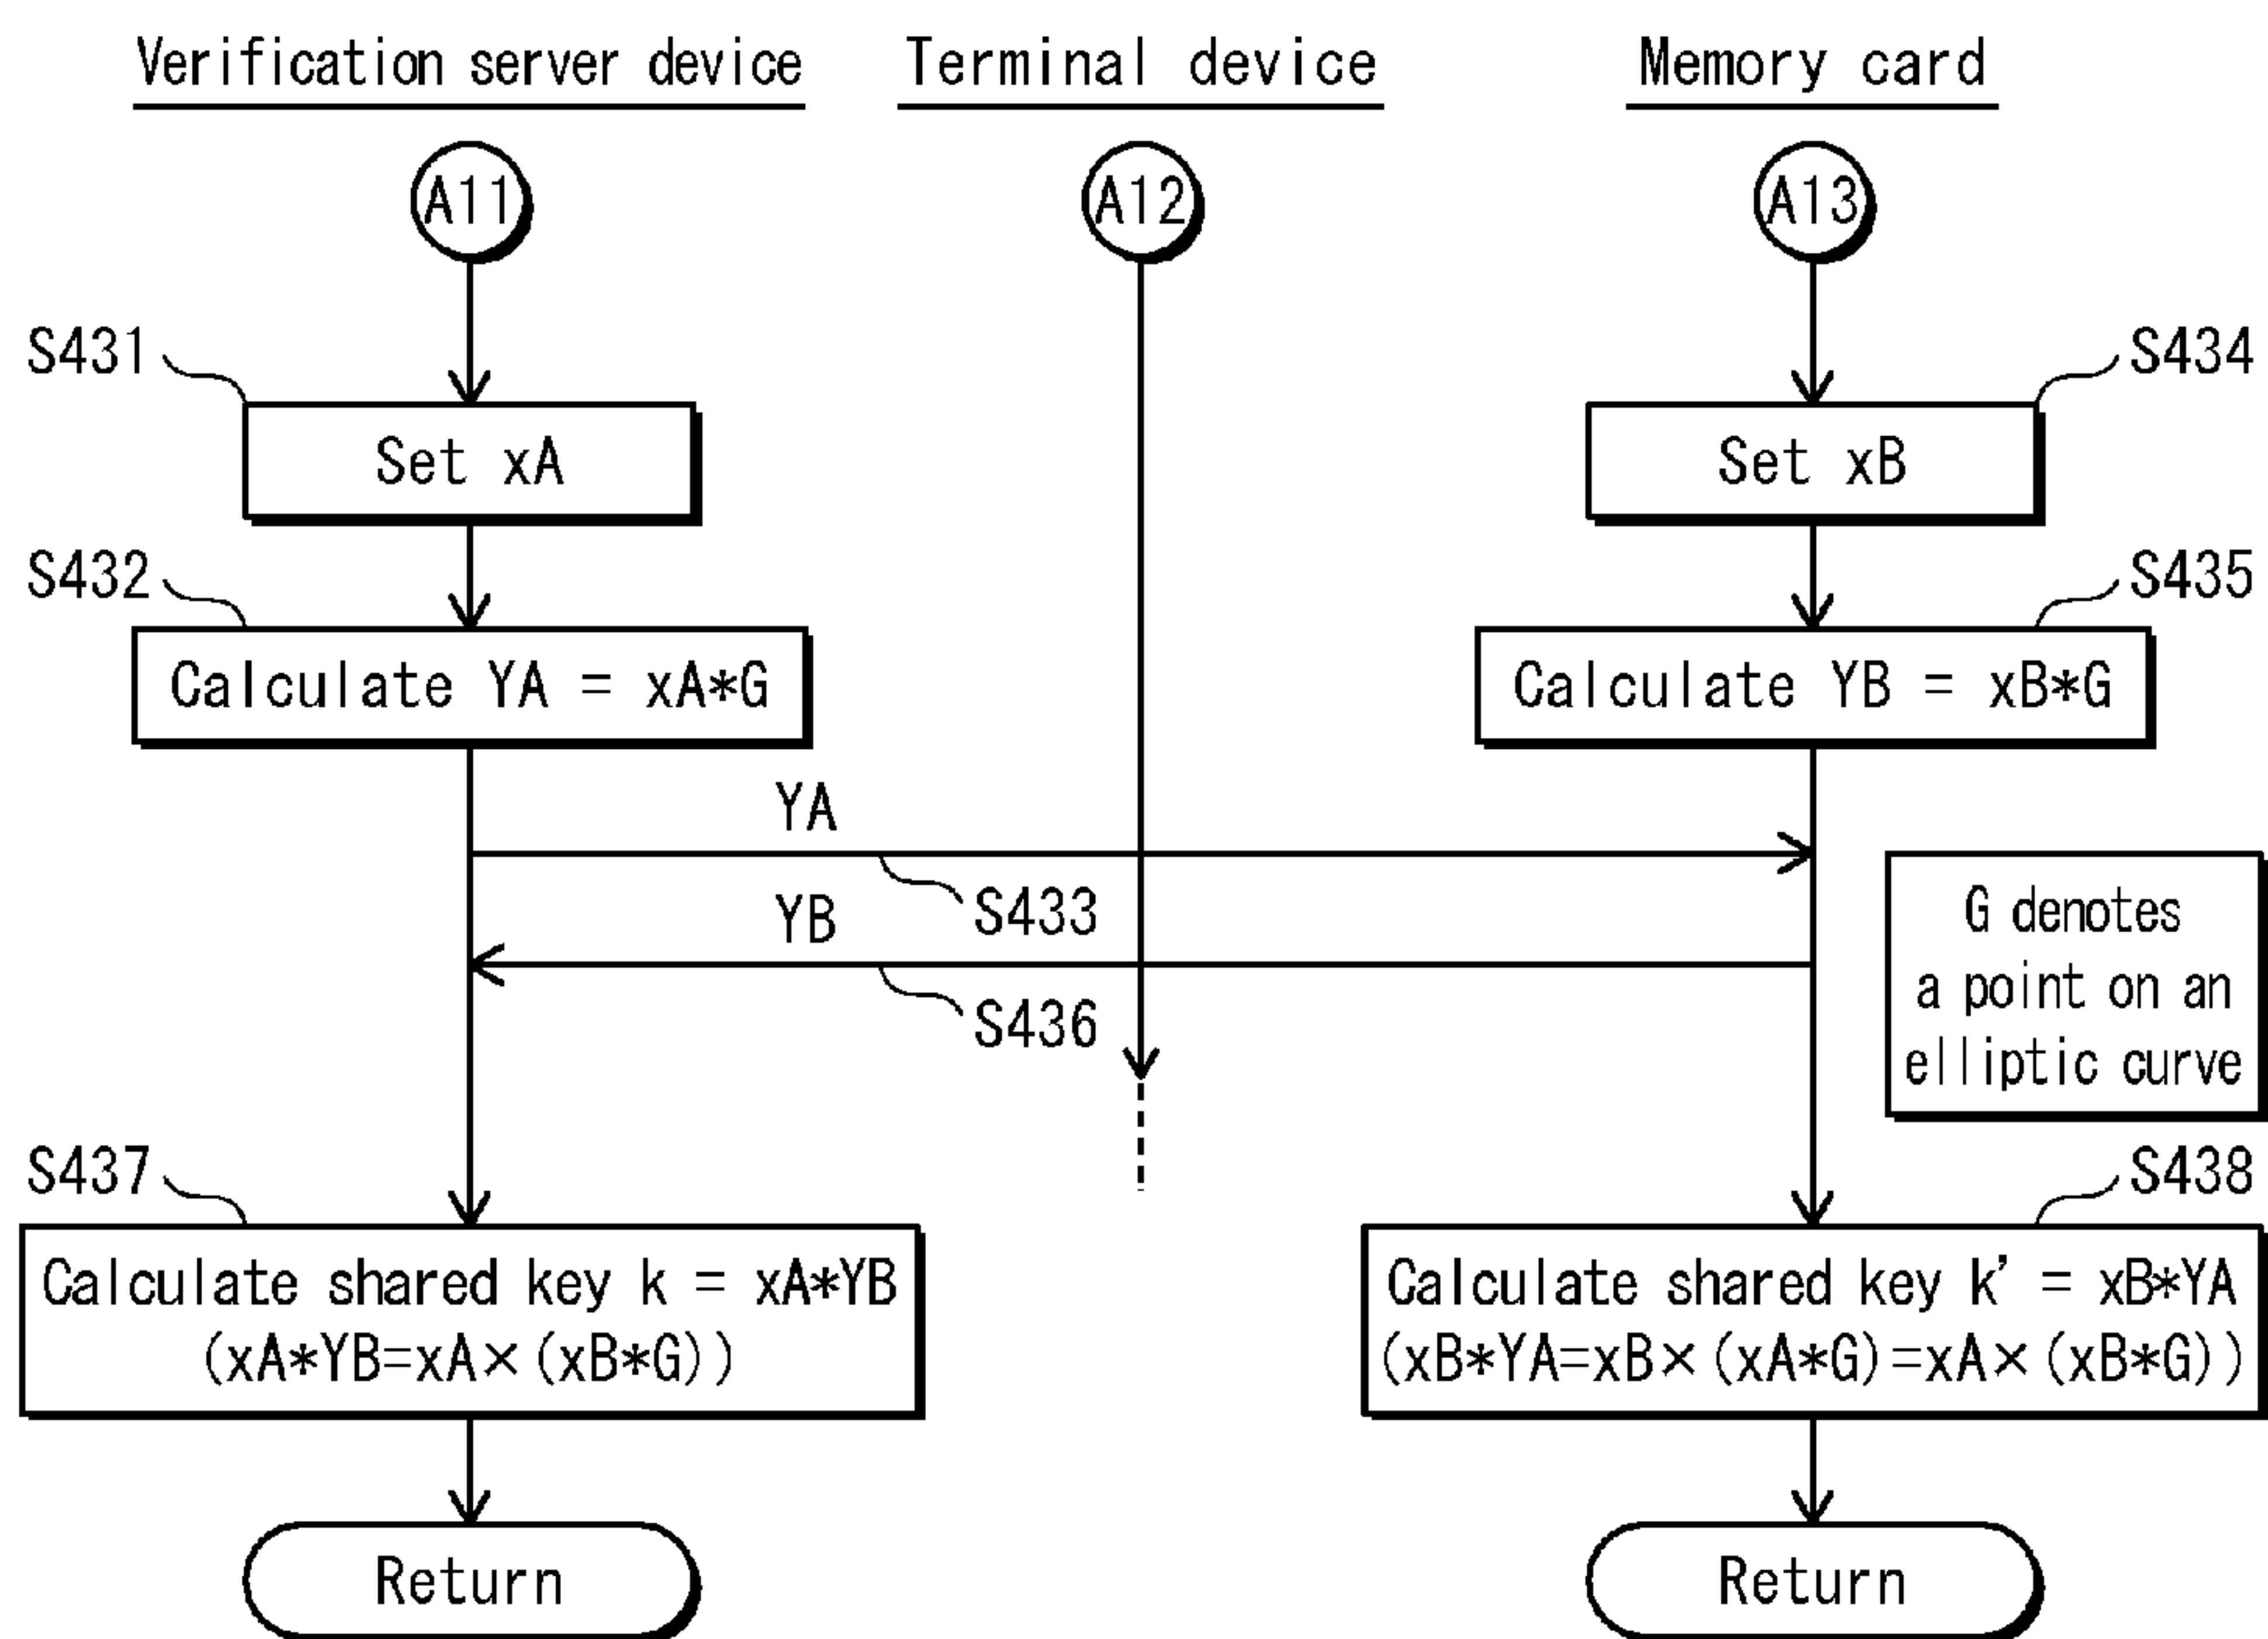 Verification server device
Terminal device
Memory card
A11
A12
A13
S431
S434
Set xA
Set xB
S432
S435
Calculate YA = xA*G
Calculate YB = xB*G
YA
S433
YB
S436
G denotes
a point on an
elliptic curve
S437
S438
Calculate shared key k = xA*YB
(xA*YB=xA×(xB*G))
Calculate shared key k' = xB*YA
(xB*YA=xB×(xA*G)=xA×(xB*G))
Return
Return